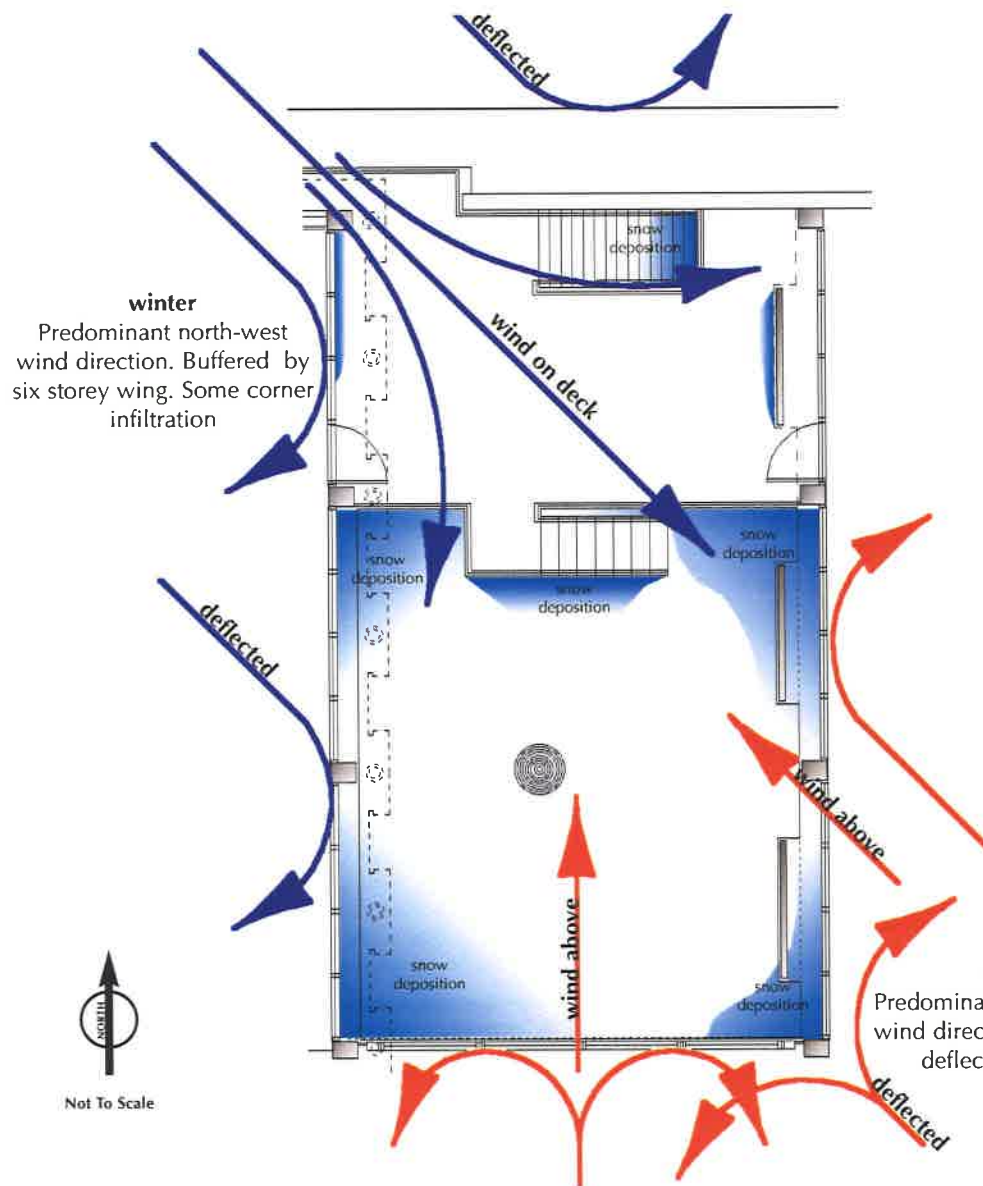 deflected
snow
deposition
winter
Predominant north-west
wind direction. Buffered by
six storey wing. Some corner
infiltration
wind on deck
snow
deposition
snow
deposition
snow
deposition
deflected
wind above
wind above
snow
deposition
snow
deposition
Predomina
wind direc
deflec
deflected
NORTH
Not To Scale